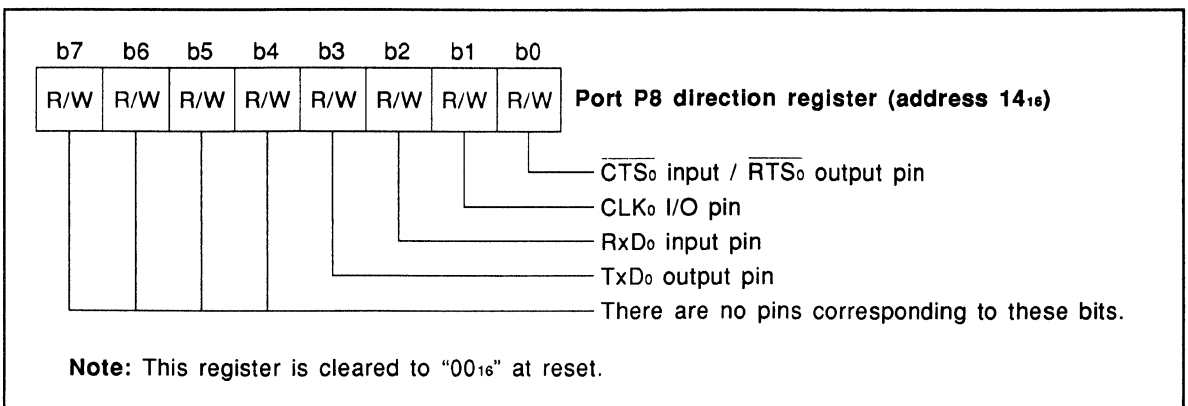 b7 b6 b5 b4 b3 b2 b1 b0
R/W R/W R/W R/W R/W R/W R/W R/W Port P8 direction register (address 14₁₆)
C̅T̅S̅₀ input / R̅T̅S̅₀ output pin
CLK₀ I/O pin
RxD₀ input pin
TxD₀ output pin
There are no pins corresponding to these bits.
Note: This register is cleared to “00₁₆” at reset.